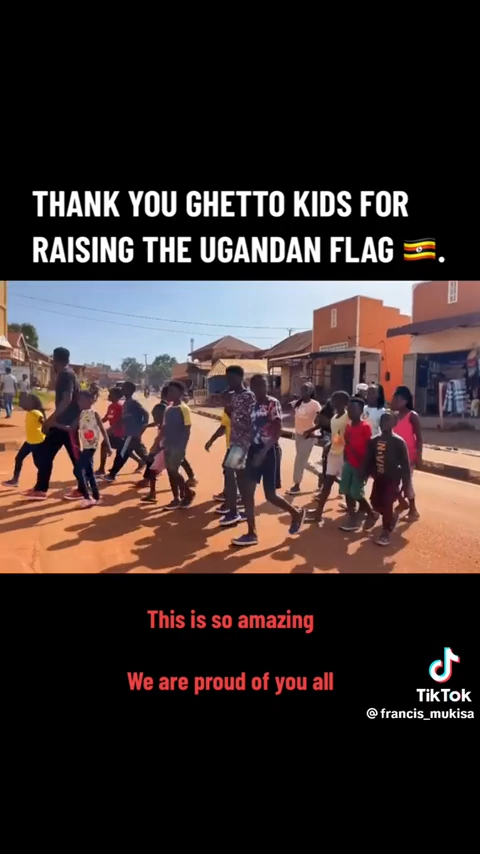 THANK YOU GHETTO KIDS FOR
RAISING THE UGANDAN FLAG 🇺🇬.
This is so amazing
We are proud of you all
TikTok
@francis_mukisa